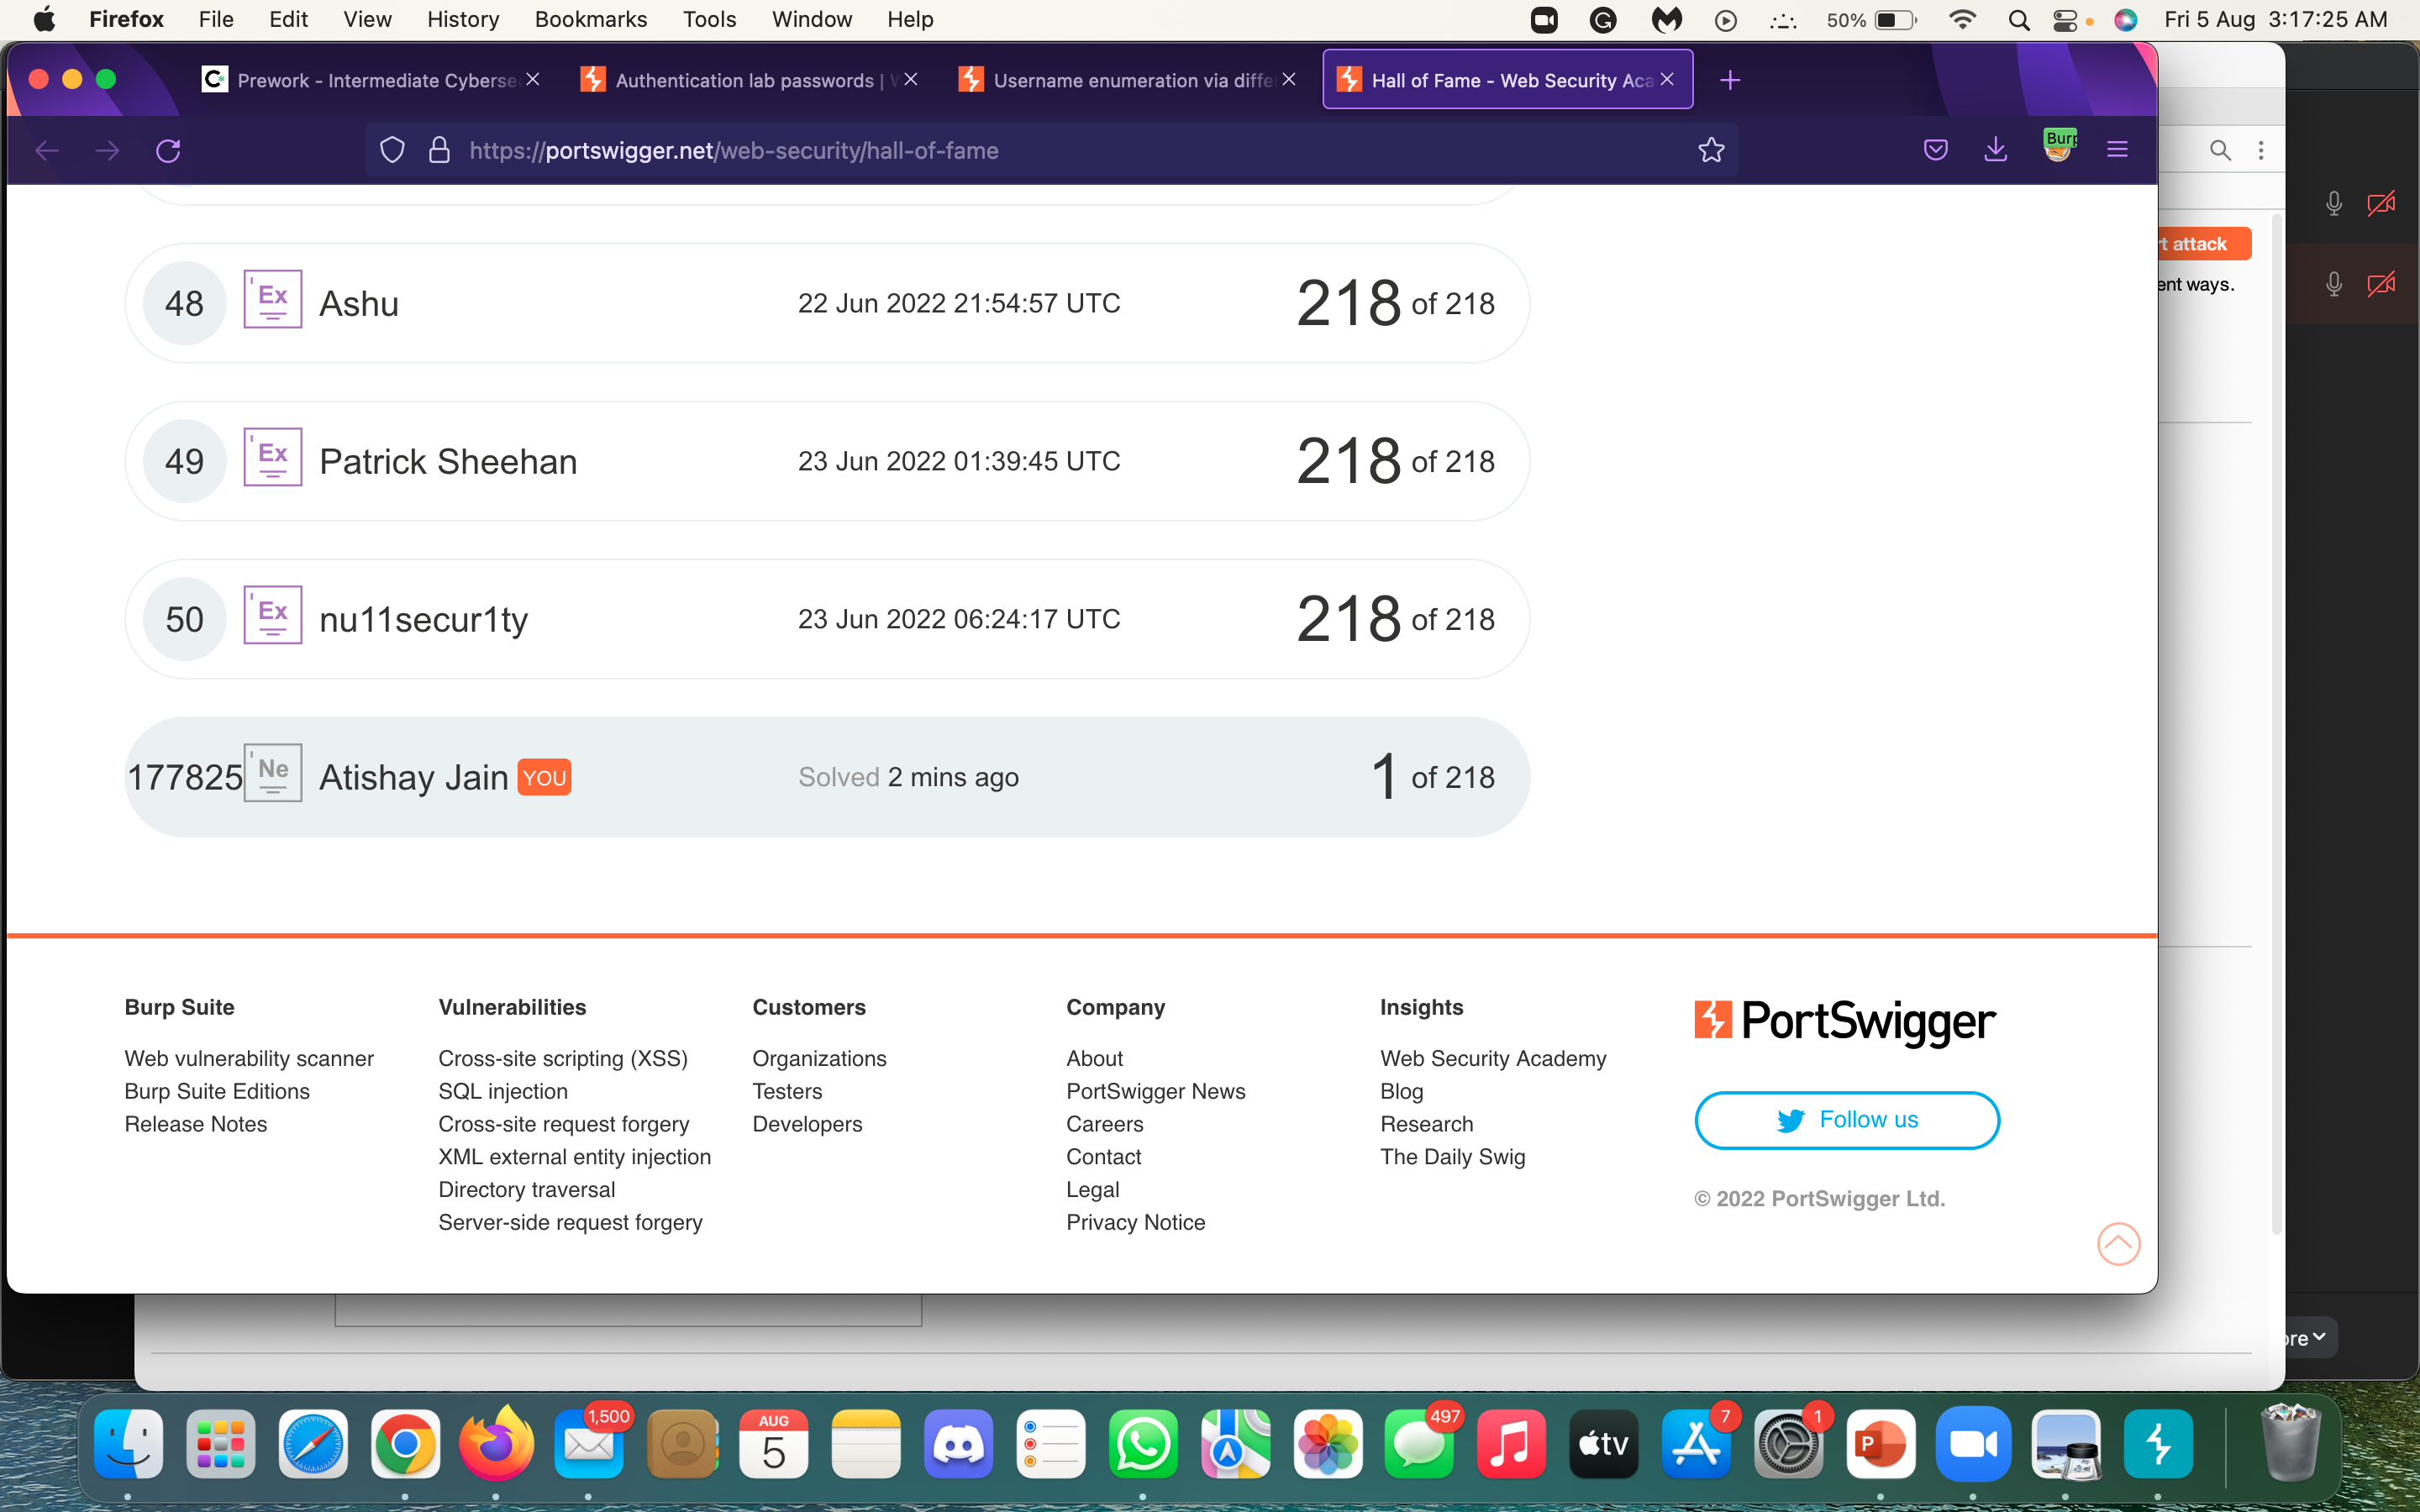 Firefox File Edit View History Bookmarks Tools Window Help 50% Fri 5 Aug 3:17:25 AM
Prework - Intermediate Cyberse Authentication lab passwords | Username enumeration via diffe Hall of Fame - Web Security Aca
https://portswigger.net/web-security/hall-of-fame
Burp
t attack
ent ways.
48 Ex Ashu 22 Jun 2022 21:54:57 UTC 218 of 218
49 Ex Patrick Sheehan 23 Jun 2022 01:39:45 UTC 218 of 218
50 Ex nu11secur1ty 23 Jun 2022 06:24:17 UTC 218 of 218
177825 Ne Atishay Jain YOU Solved 2 mins ago 1 of 218
Burp Suite
Web vulnerability scanner
Burp Suite Editions
Release Notes
Vulnerabilities
Cross-site scripting (XSS)
SQL injection
Cross-site request forgery
XML external entity injection
Directory traversal
Server-side request forgery
Customers
Organizations
Testers
Developers
Company
About
PortSwigger News
Careers
Contact
Legal
Privacy Notice
Insights
Web Security Academy
Blog
Research
The Daily Swig
PortSwigger
Follow us
© 2022 PortSwigger Ltd.
ore
1,500 AUG 5 497 tv 7 1 P